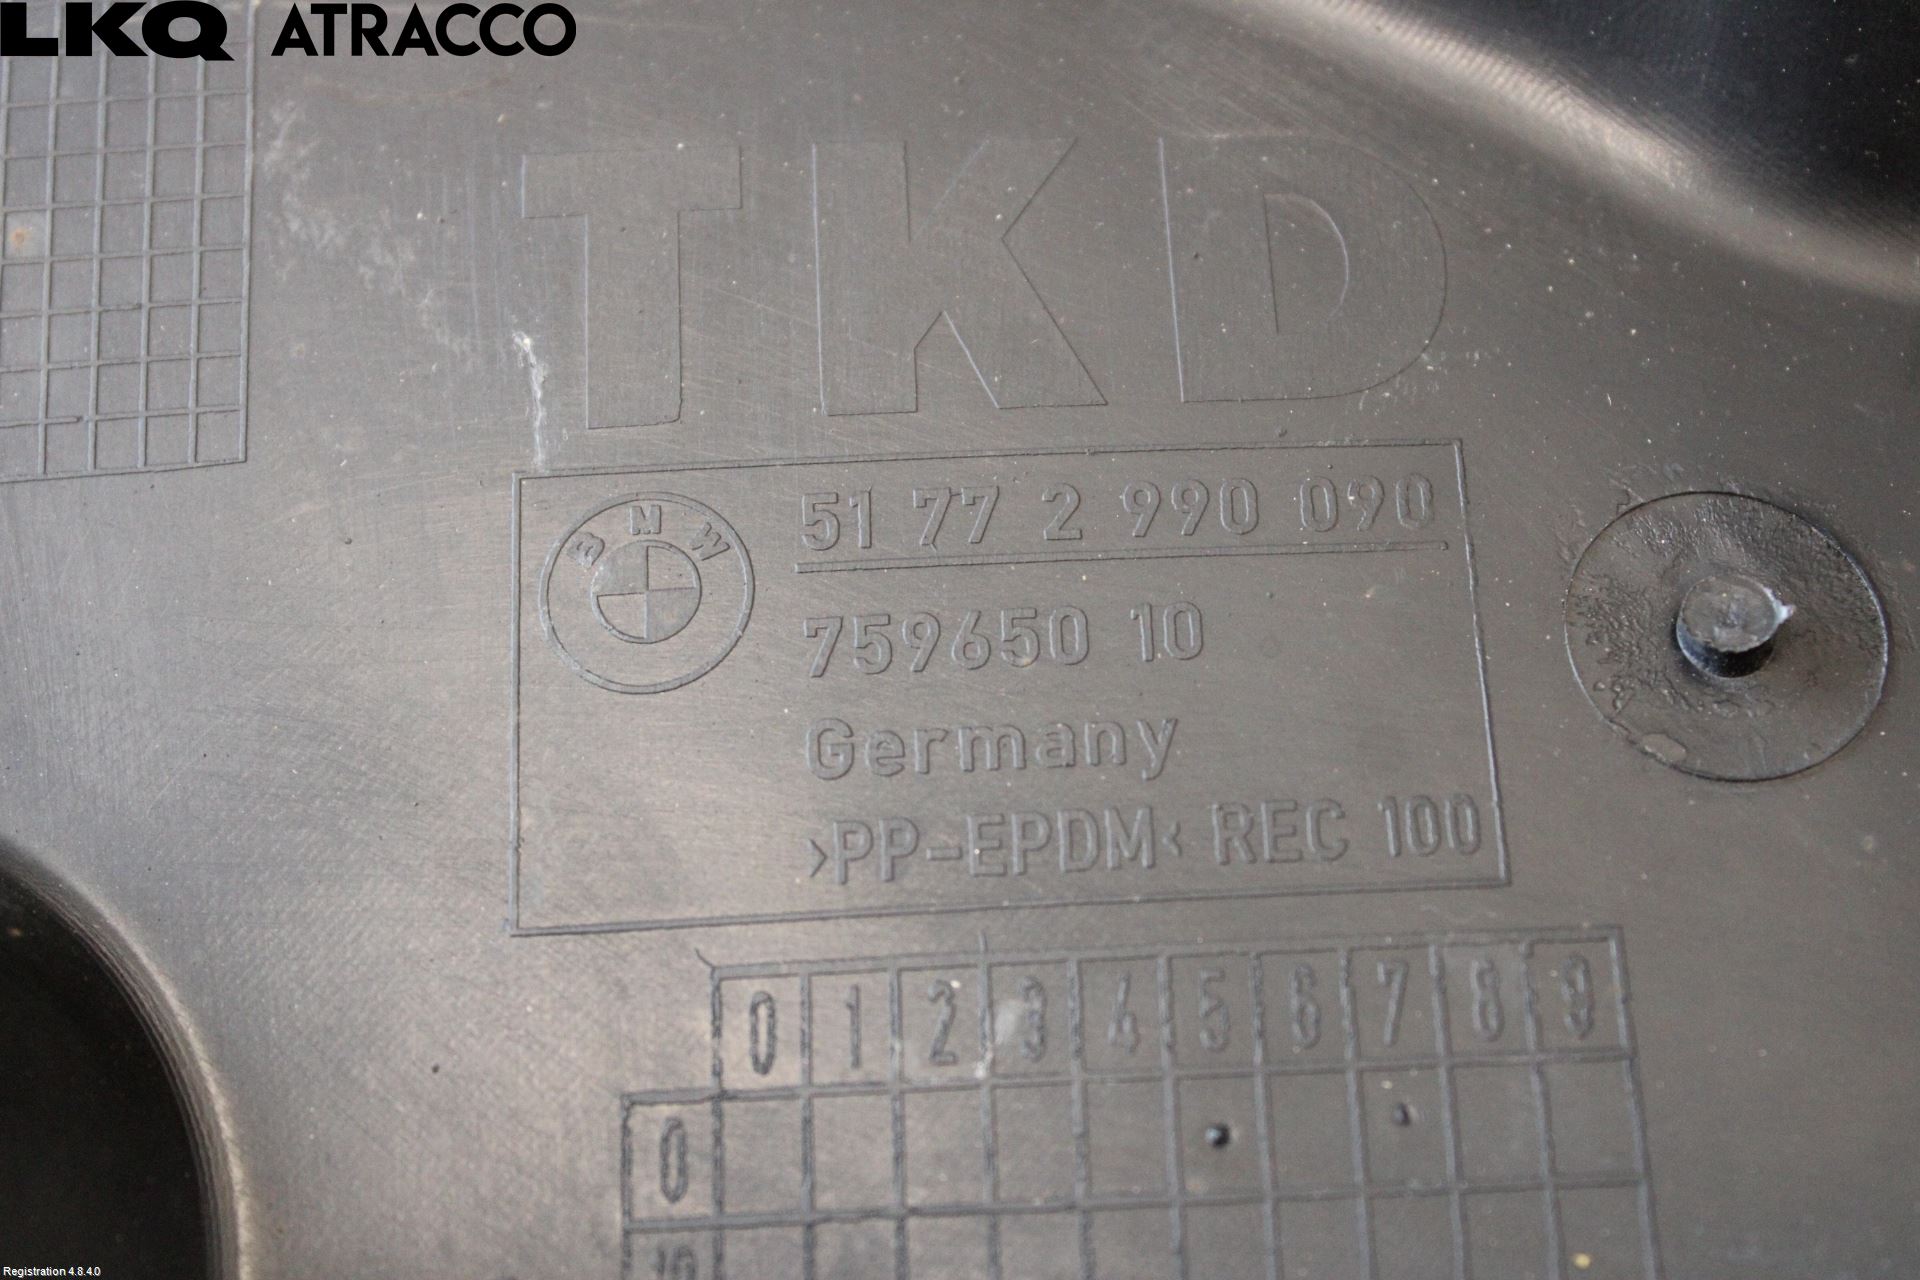 LKQ ATRACCO
TKD
BMW
51 77 2 990 090
759650 10
Germany
>PP-EPDM< REC 100
0 1 2 3 4 5 6 7 8 9
0
10
Registration 4.8.4.0